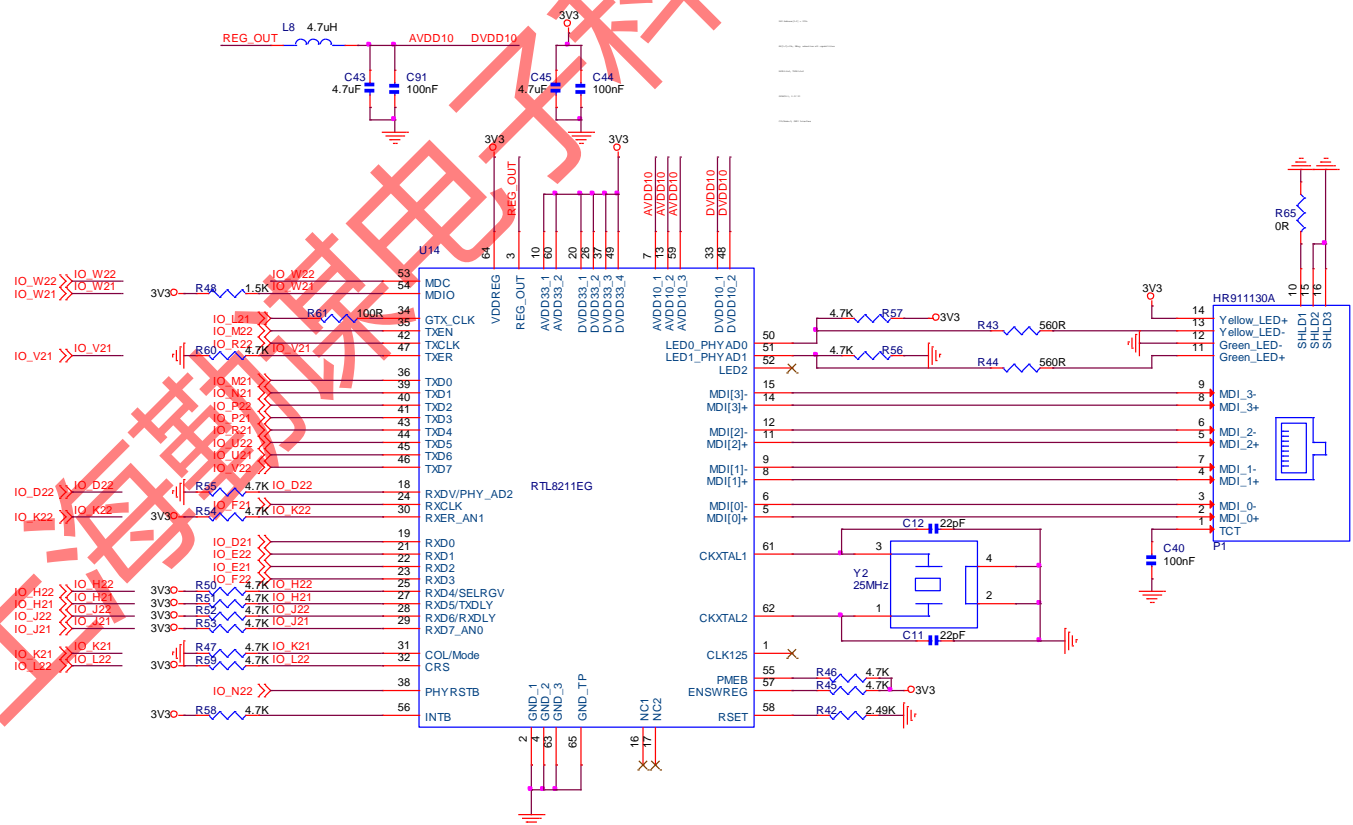 L8 4.7uH
REG_OUT AVDD10 DVDD10
C43
4.7uF
C91
100nF
3V3
C45
4.7uF
C44
100nF
3V3
3V3
REG_OUT
AVDD10
AVDD10
AVDD10
DVDD10
DVDD10
U14
64 3 10 60 20 26 37 49 7 13 59 33 48
VDDREG
REG_OUT
AVDD33_1
AVDD33_2
DVDD33_1
DVDD33_2
DVDD33_3
DVDD33_4
AVDD10_1
AVDD10_2
AVDD10_3
DVDD10_1
DVDD10_2
IO_W22 IO_W22 IO_W22 53 MDC
IO_W21 IO_W21 3V3 R48 1.5K IO_W21 54 MDIO
IO_L21 R61 100R 34 GTX_CLK
IO_M22 35 TXEN
IO_R22 42 TXCLK
IO_V21 IO_V21 R60 4.7K IO_V21 47 TXER
IO_M21 36 TXD0
IO_N21 39 TXD1
IO_P22 40 TXD2
IO_P21 41 TXD3
IO_R21 43 TXD4
IO_U22 44 TXD5
IO_U21 45 TXD6
IO_V22 46 TXD7
IO_D22 IO_D22 R55 4.7K IO_D22 18 RXDV/PHY_AD2
IO_F21 24 RXCLK
IO_K22 IO_K22 3V3 R54 4.7K IO_K22 30 RXER_AN1
IO_D21 19 RXD0
IO_E22 21 RXD1
IO_E21 22 RXD2
IO_F22 23 RXD3
IO_H22 IO_H22 3V3 R50 4.7K IO_H22 25 RXD4/SELRGV
IO_H21 IO_H21 3V3 R51 4.7K IO_H21 27 RXD5/TXDLY
IO_J22 IO_J22 3V3 R52 4.7K IO_J22 28 RXD6/RXDLY
IO_J21 IO_J21 3V3 R53 4.7K IO_J21 29 RXD7_AN0
IO_K21 IO_K21 R47 4.7K IO_K21 31 COL/Mode
IO_L22 IO_L22 3V3 R59 4.7K IO_L22 32 CRS
IO_N22 38 PHYRSTB
3V3 R58 4.7K 56 INTB
RTL8211EG
LED0_PHYAD0 50 4.7K R57 3V3
R43 560R
LED1_PHYAD1 51 4.7K R56
LED2 52
R44 560R
MDI[3]- 15
MDI[3]+ 14
MDI[2]- 12
MDI[2]+ 11
MDI[1]- 9
MDI[1]+ 8
MDI[0]- 6
MDI[0]+ 5
CKXTAL1 61
C12 22pF
Y2
25MHz
3 4
1 2
CKXTAL2 62
C11 22pF
CLK125 1
PMEB 55 R46 4.7K
ENSWREG 57 R45 4.7K 3V3
RSET 58 R42 2.49K
GND_1
GND_2
GND_3
GND_TP
NC1
NC2
2 4 63 65 16 17
R65
0R
10 15 16
SHLD1
SHLD2
SHLD3
HR911130A
3V3
14 Yellow_LED+
13 Yellow_LED-
12 Green_LED-
11 Green_LED+
9 MDI_3-
8 MDI_3+
6 MDI_2-
5 MDI_2+
7 MDI_1-
4 MDI_1+
3 MDI_0-
2 MDI_0+
1 TCT
P1
C40
100nF
上海勤谋电子科